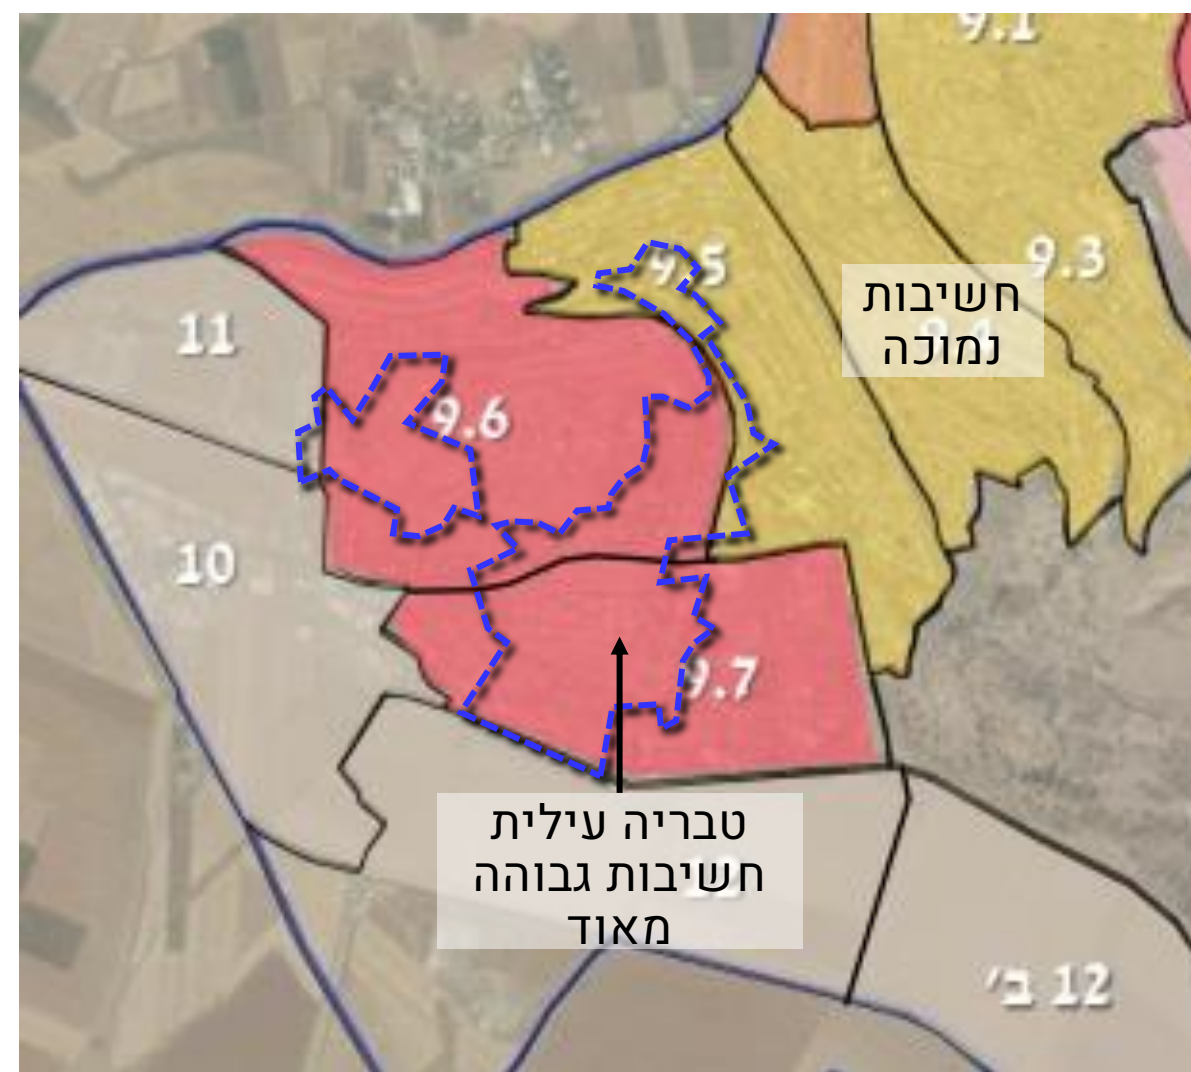 9.1
9.5
9.3
חשיבות
נמוכה
11
9.6
10
9.7
טבריה עילית
חשיבות גבוהה
מאוד
12 ב'